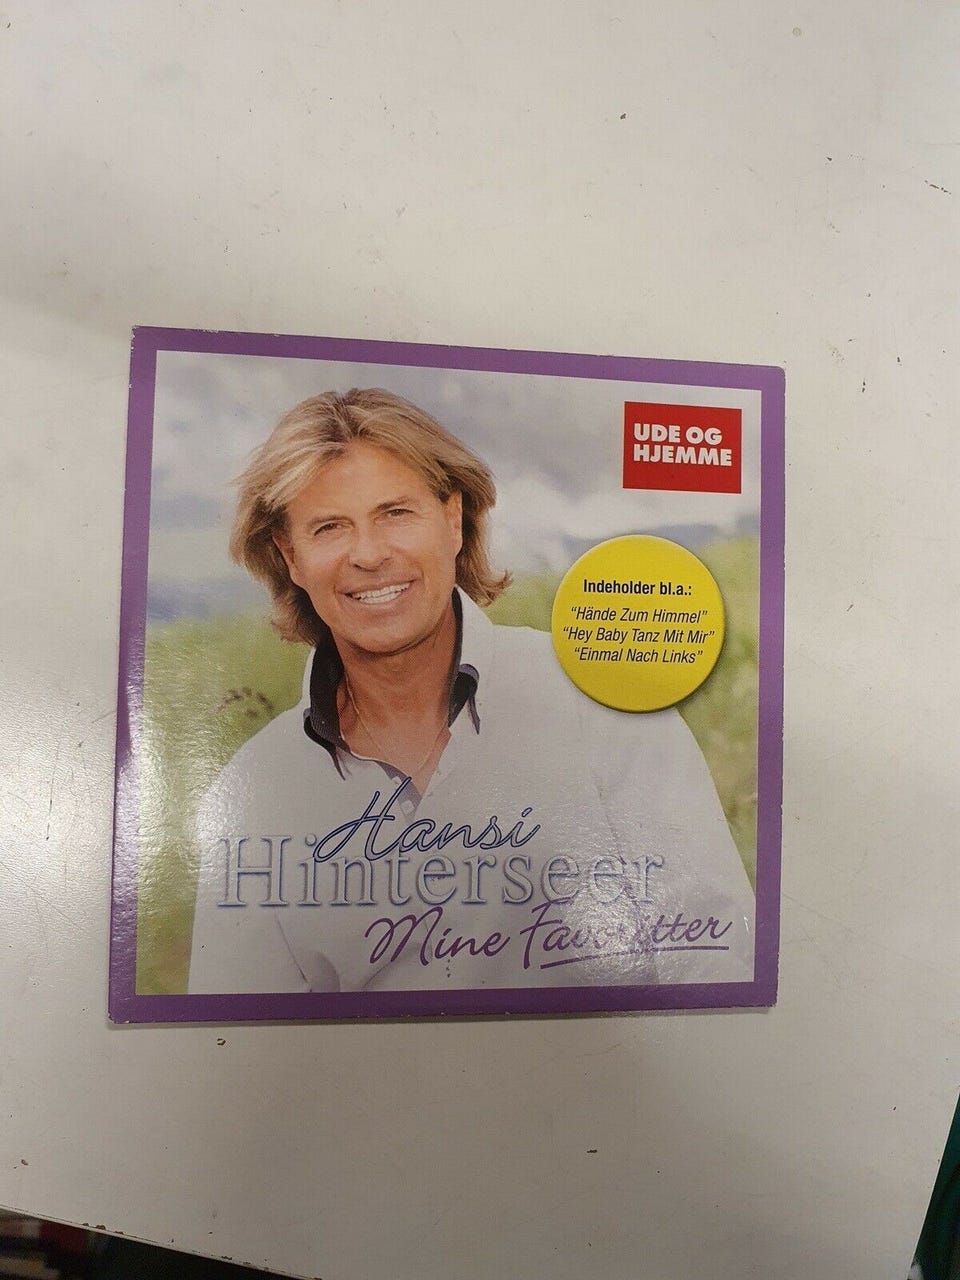 UDE OG
HJEMME
Indeholder bl.a.:
"Hände Zum Himmel"
"Hey Baby Tanz Mit Mir"
"Einmal Nach Links"
Hansi
Hinterseer
Mine Favoritter